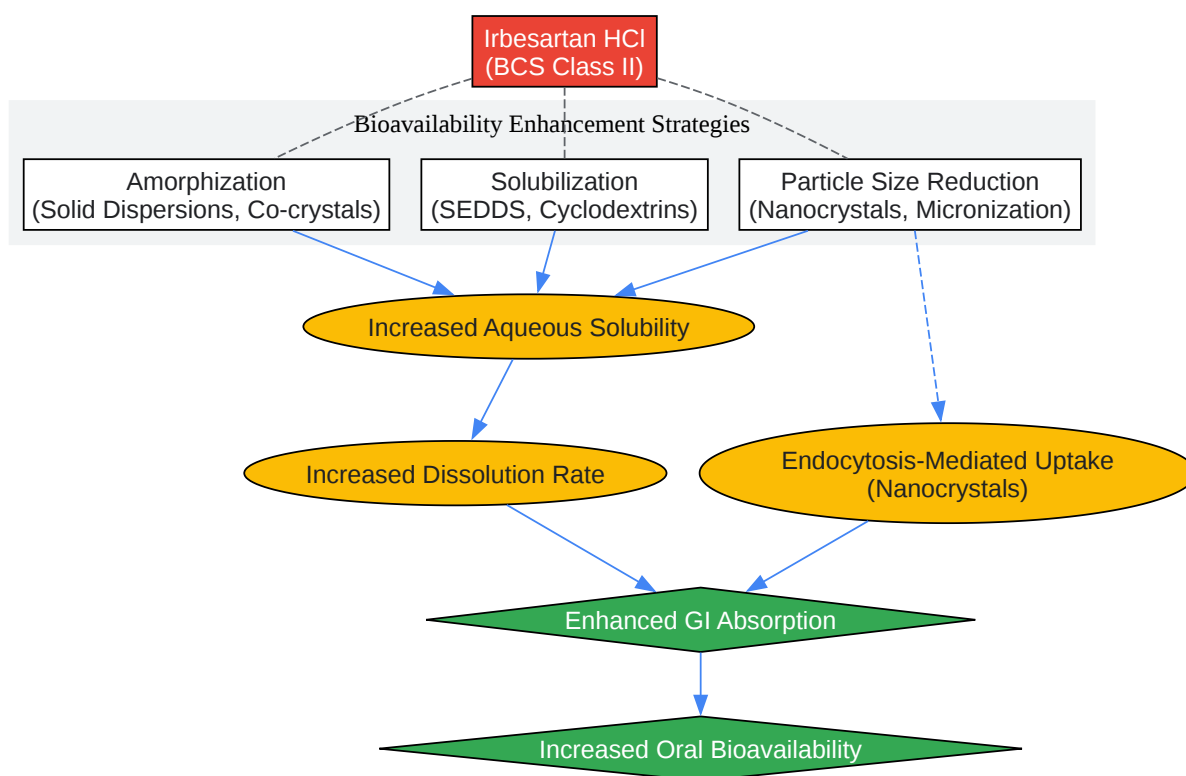 Irbesartan HCl
(BCS Class II)
Bioavailability Enhancement Strategies
Amorphization
(Solid Dispersions, Co-crystals)
Solubilization
(SEDDS, Cyclodextrins)
Particle Size Reduction
(Nanocrystals, Micronization)
Increased Aqueous Solubility
Increased Dissolution Rate
Endocytosis-Mediated Uptake
(Nanocrystals)
Enhanced GI Absorption
Increased Oral Bioavailability